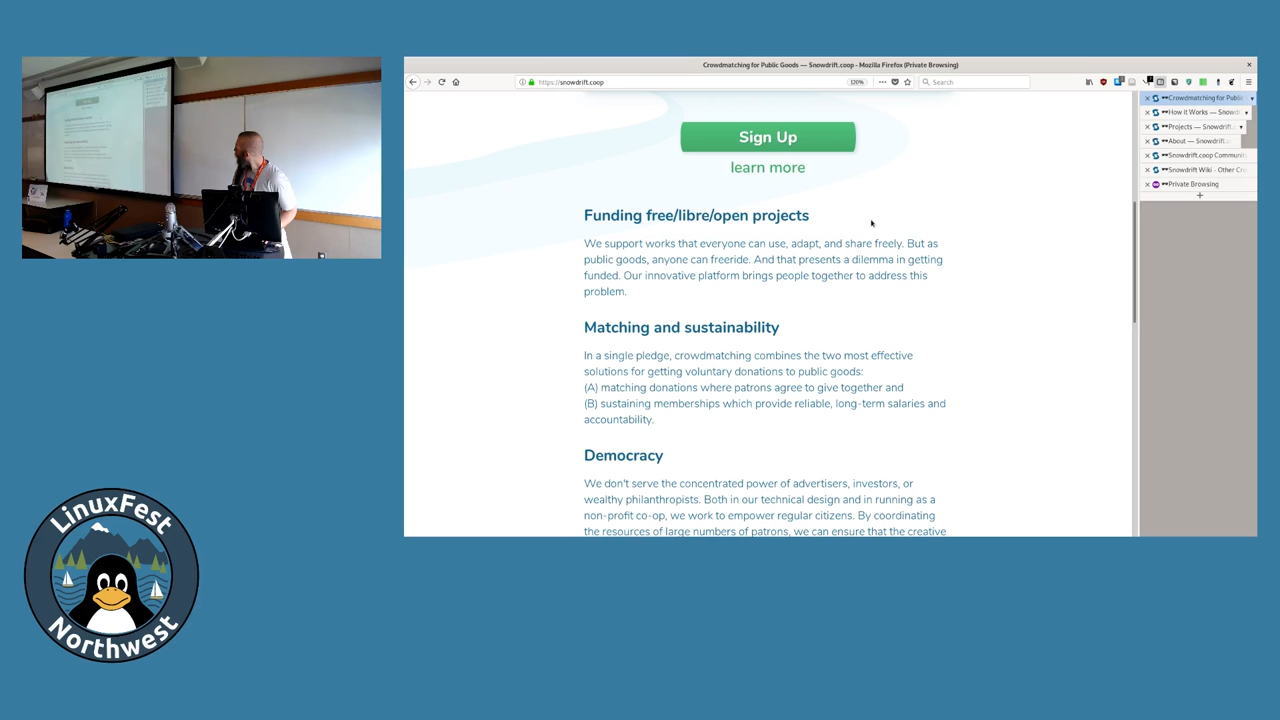 Crowdmatching for Public Goods — Snowdrift.coop - Mozilla Firefox (Private Browsing)
https://snowdrift.coop
120%
Search
Sign Up
learn more
Funding free/libre/open projects
We support works that everyone can use, adapt, and share freely. But as
public goods, anyone can freeride. And that presents a dilemma in getting
funded. Our innovative platform brings people together to address this
problem.
Matching and sustainability
In a single pledge, crowdmatching combines the two most effective
solutions for getting voluntary donations to public goods:
(A) matching donations where patrons agree to give together and
(B) sustaining memberships which provide reliable, long-term salaries and
accountability.
Democracy
We don't serve the concentrated power of advertisers, investors, or
wealthy philanthropists. Both in our technical design and in running as a
non-profit co-op, we work to empower regular citizens. By coordinating
the resources of large numbers of patrons, we can ensure that the creative
Crowdmatching for Public
How it Works — Snowdr
Projects — Snowdrift.
About — Snowdrift.c
Snowdrift.coop Communit
Snowdrift Wiki - Other Cro
Private Browsing
LinuxFest
Northwest